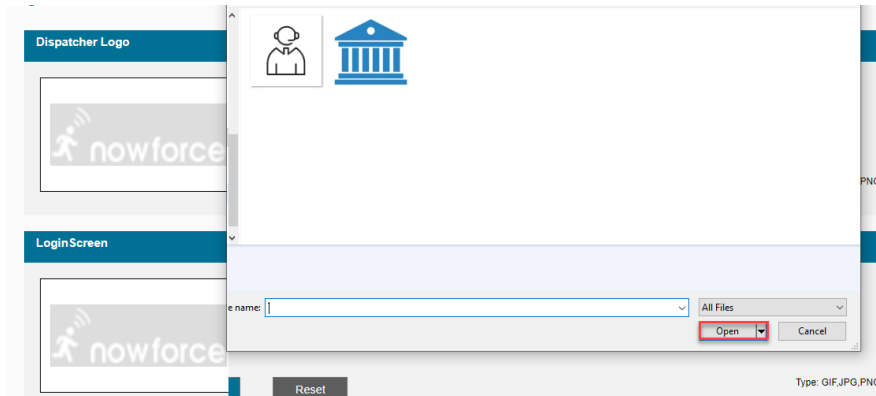 Dispatcher Logo
nowforce
PNG
LoginScreen
e name:
All Files
Open
Cancel
nowforce
Reset
Type: GIF,JPG,PNG